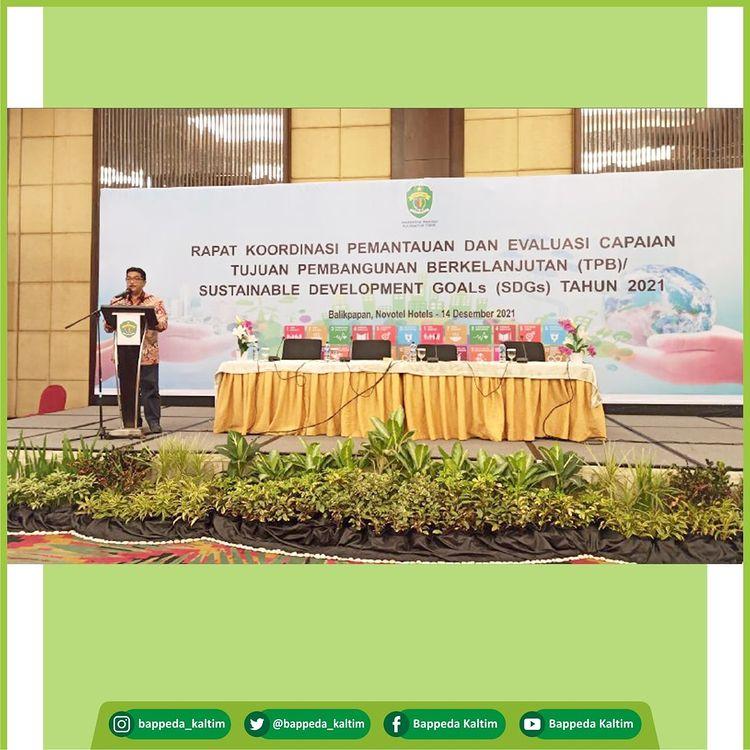 RAPAT KOORDINASI PEMANTAUAN DAN EVALUASI CAPAIAN
TUJUAN PEMBANGUNAN BERKELANJUTAN (TPB)/
SUSTAINABLE DEVELOPMENT GOALs (SDGs) TAHUN 2021
Balikpapan, Novotel Hotels - 14 Desember 2021
bappeda_kaltim
@bappeda_kaltim
Bappeda Kaltim
Bappeda Kaltim